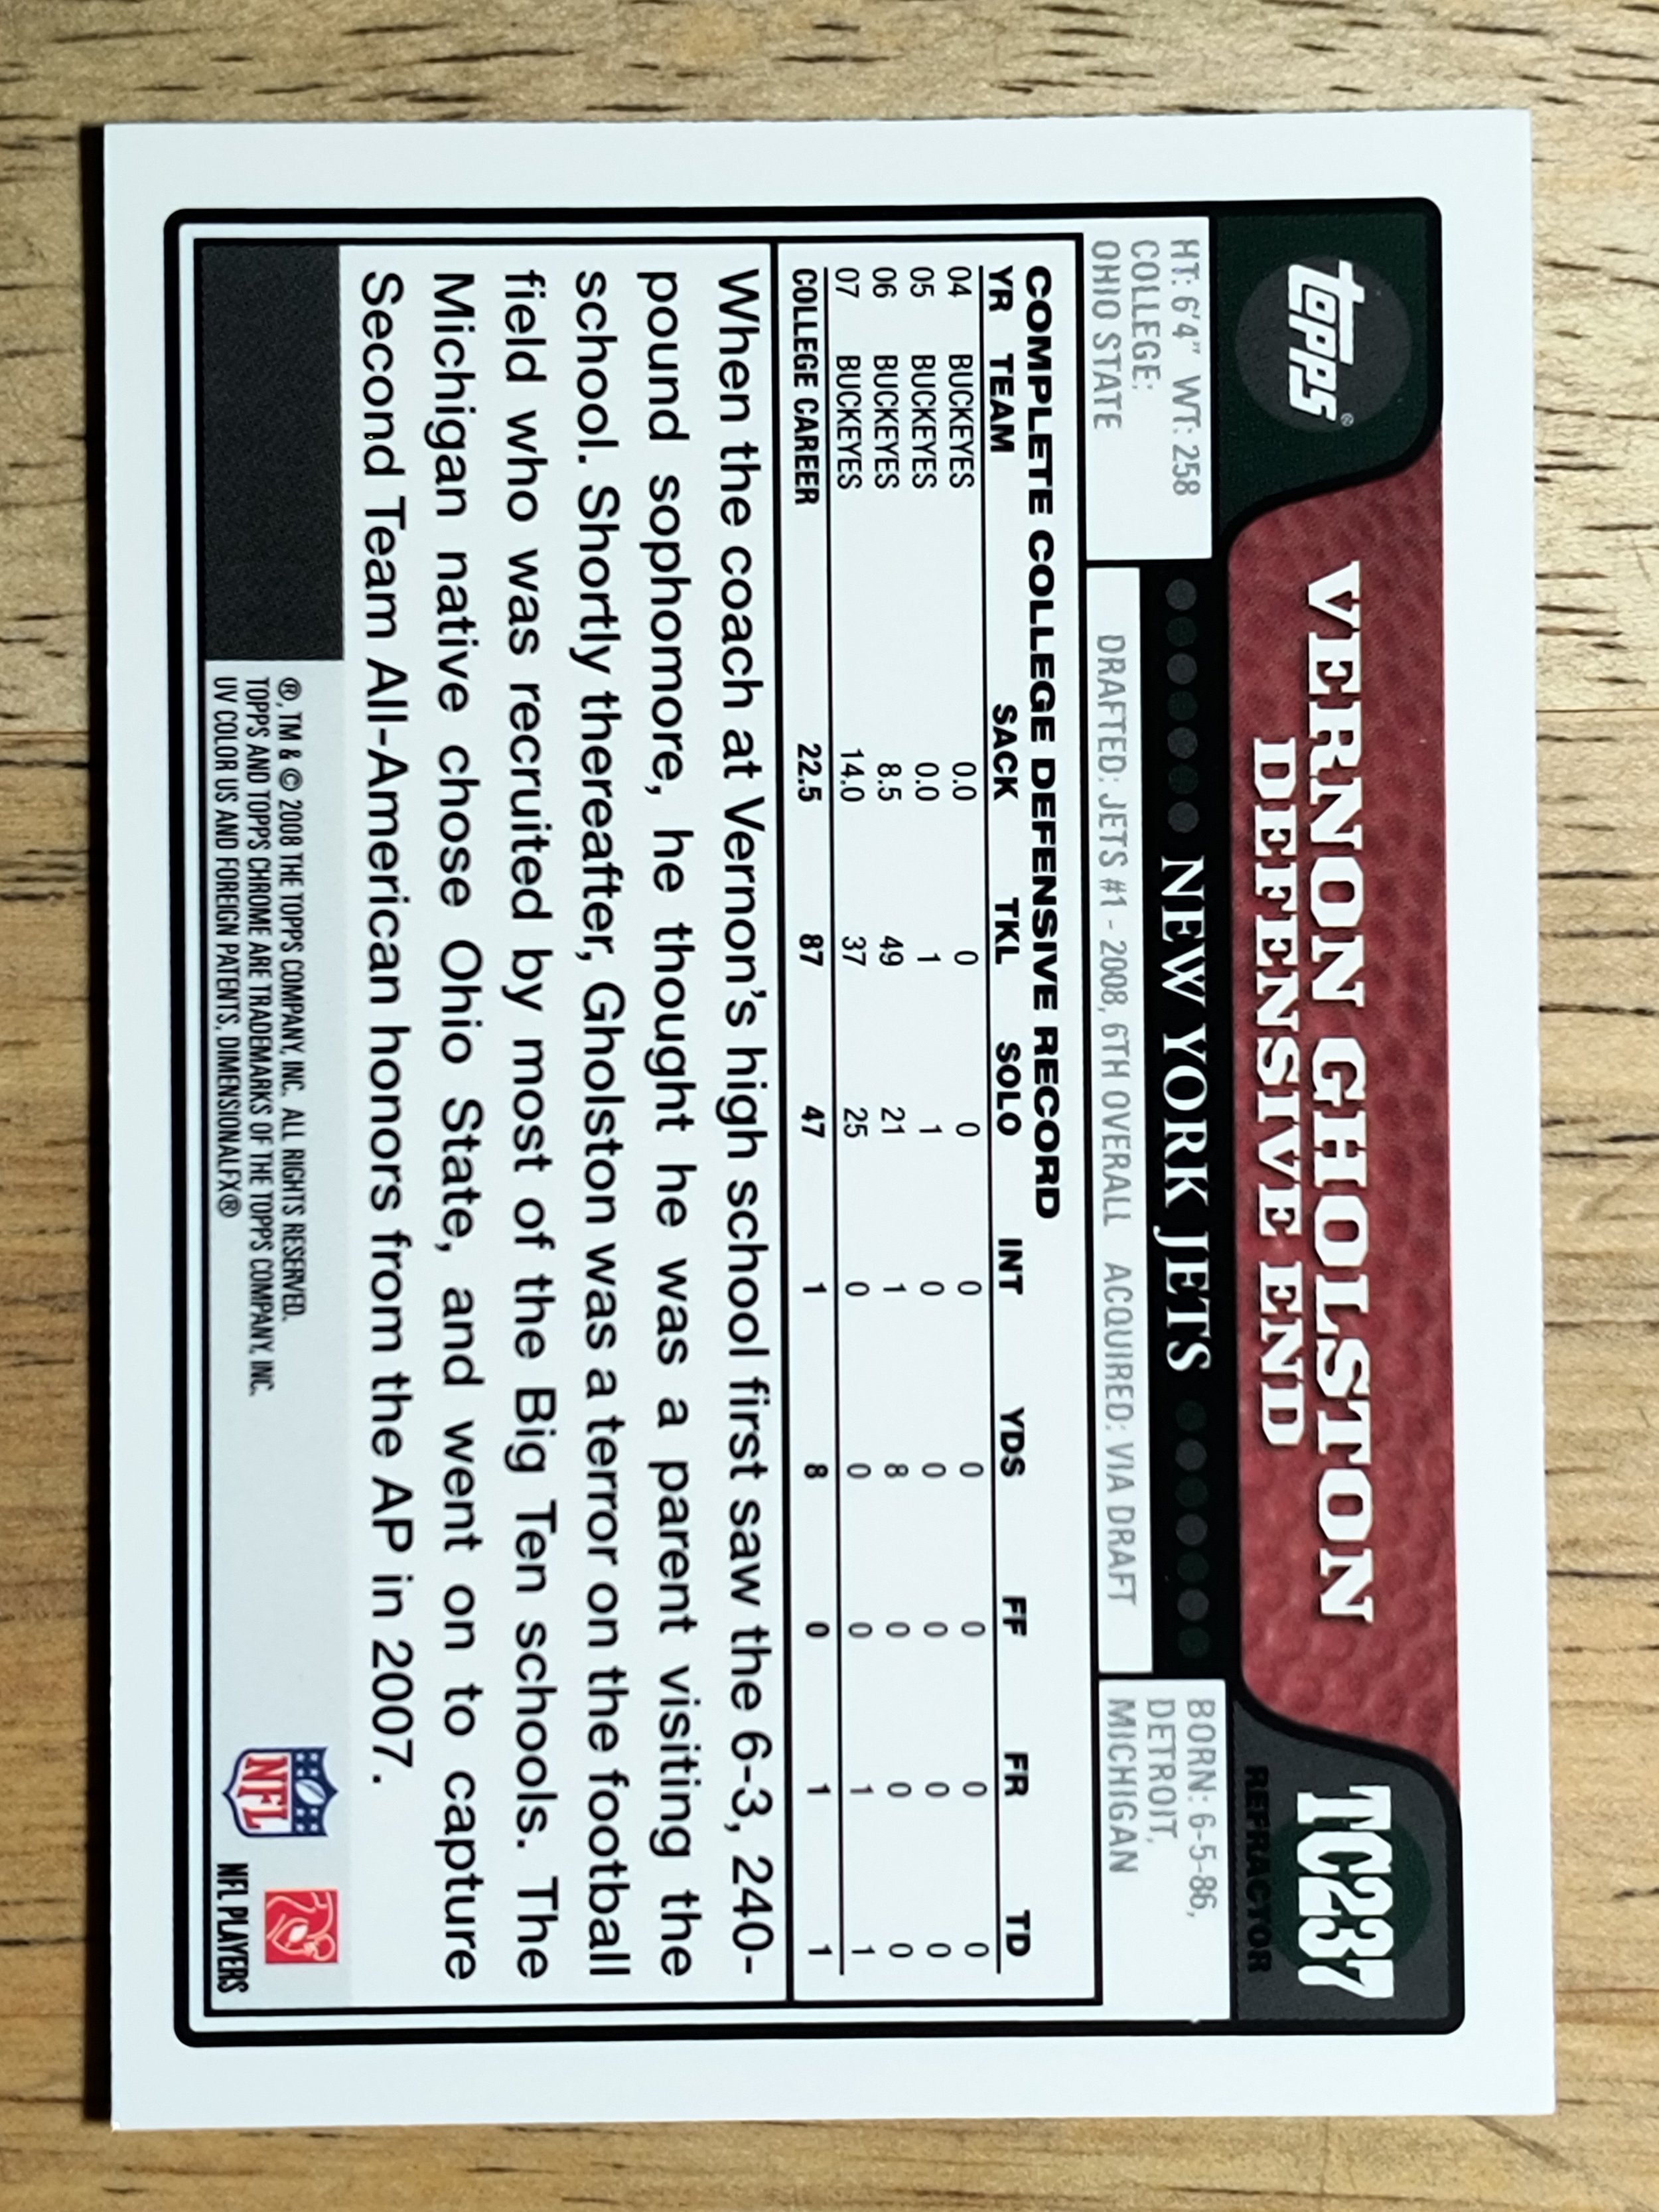 topps®
VERNON GHOLSTON
DEFENSIVE END
TC237
REFRACTOR
NEW YORK JETS
HT: 6'4" WT: 258
COLLEGE:
OHIO STATE
DRAFTED: JETS #1 - 2008, 6TH OVERALL ACQUIRED: VIA DRAFT
BORN: 6-5-86,
DETROIT,
MICHIGAN
COMPLETE COLLEGE DEFENSIVE RECORD
YR TEAM SACK TKL SOLO INT YDS FF FR TD
04 BUCKEYES 0.0 0 0 0 0 0 0 0
05 BUCKEYES 0.0 1 1 0 0 0 0 0
06 BUCKEYES 8.5 49 21 1 8 0 0 0
07 BUCKEYES 14.0 37 25 0 0 0 1 1
COLLEGE CAREER 22.5 87 47 1 8 0 1 1
When the coach at Vernon's high school first saw the 6-3, 240-
pound sophomore, he thought he was a parent visiting the
school. Shortly thereafter, Gholston was a terror on the football
field who was recruited by most of the Big Ten schools. The
Michigan native chose Ohio State, and went on to capture
Second Team All-American honors from the AP in 2007.
®, TM & © 2008 THE TOPPS COMPANY, INC. ALL RIGHTS RESERVED.
TOPPS AND TOPPS CHROME ARE TRADEMARKS OF THE TOPPS COMPANY, INC.
UV COLOR US AND FOREIGN PATENTS, DIMENSIONALFX®
NFL
NFL PLAYERS